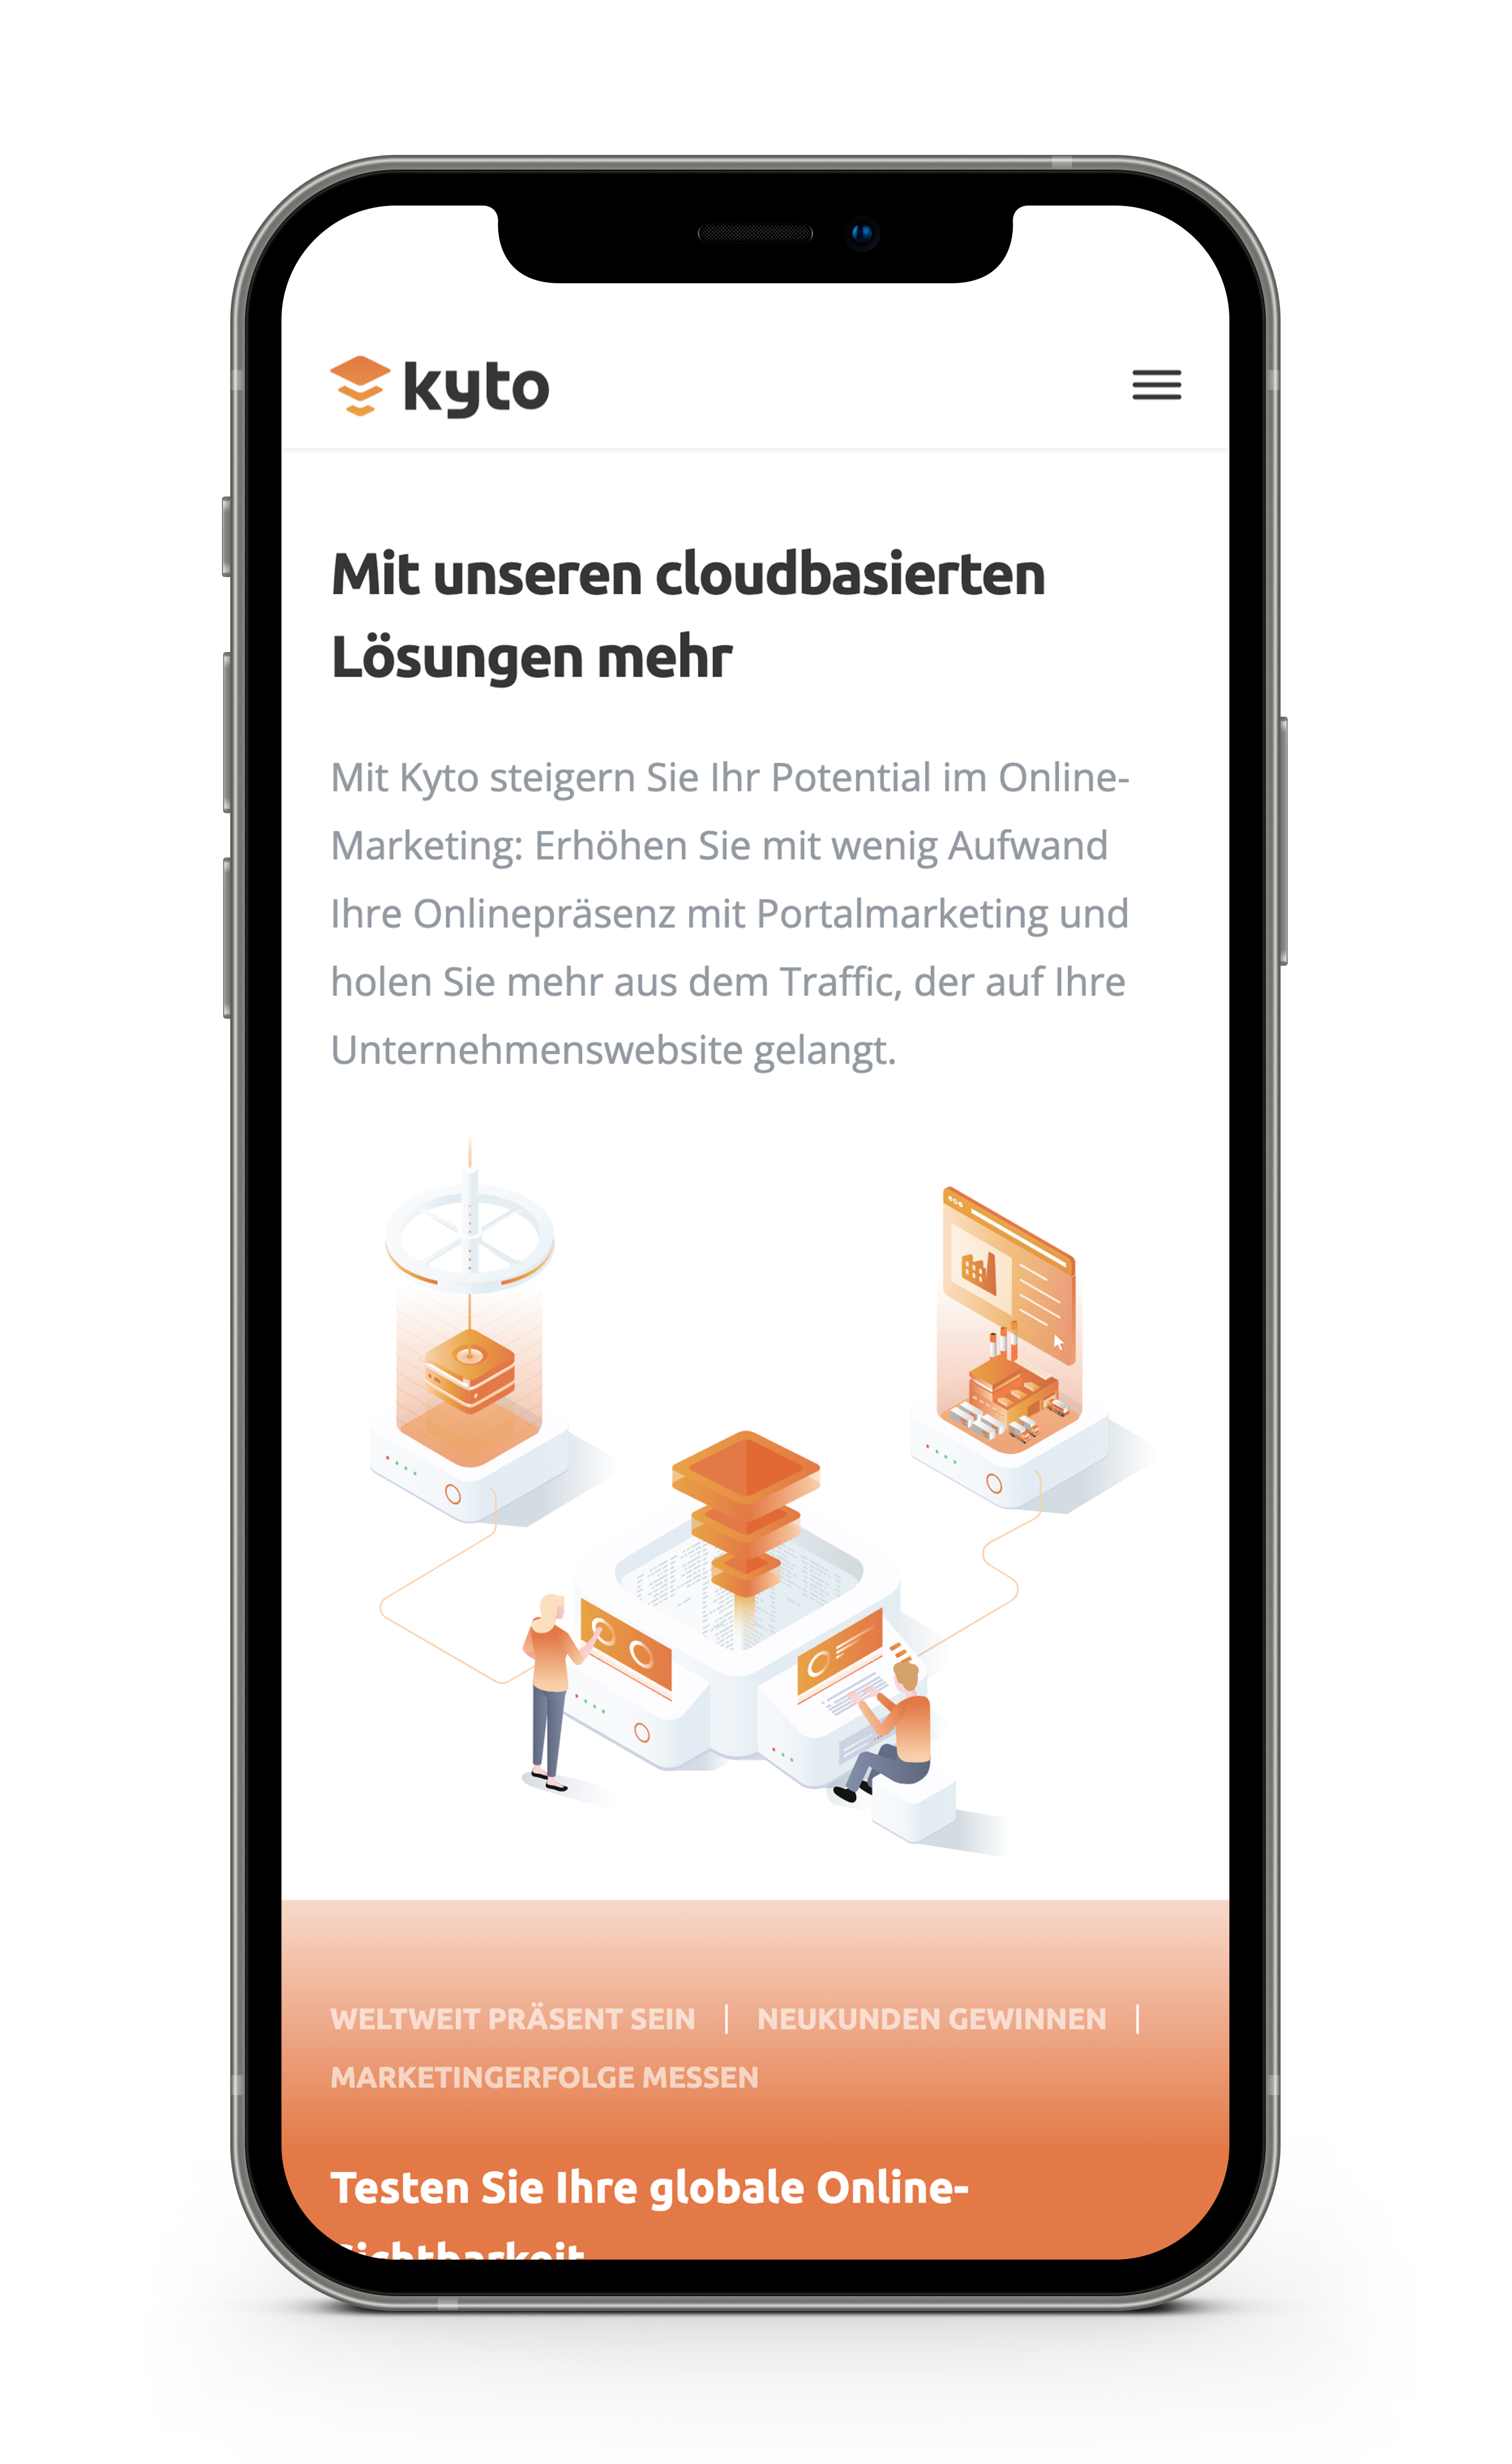 kyto
Mit unseren cloudbasierten
Lösungen mehr
Mit Kyto steigern Sie Ihr Potential im Online-
Marketing: Erhöhen Sie mit wenig Aufwand
Ihre Onlinepräsenz mit Portalmarketing und
holen Sie mehr aus dem Traffic, der auf Ihre
Unternehmenswebsite gelangt.
WELTWEIT PRÄSENT SEIN | NEUKUNDEN GEWINNEN |
MARKETINGERFOLGE MESSEN
Testen Sie Ihre globale Online-
Sichtbarkeit